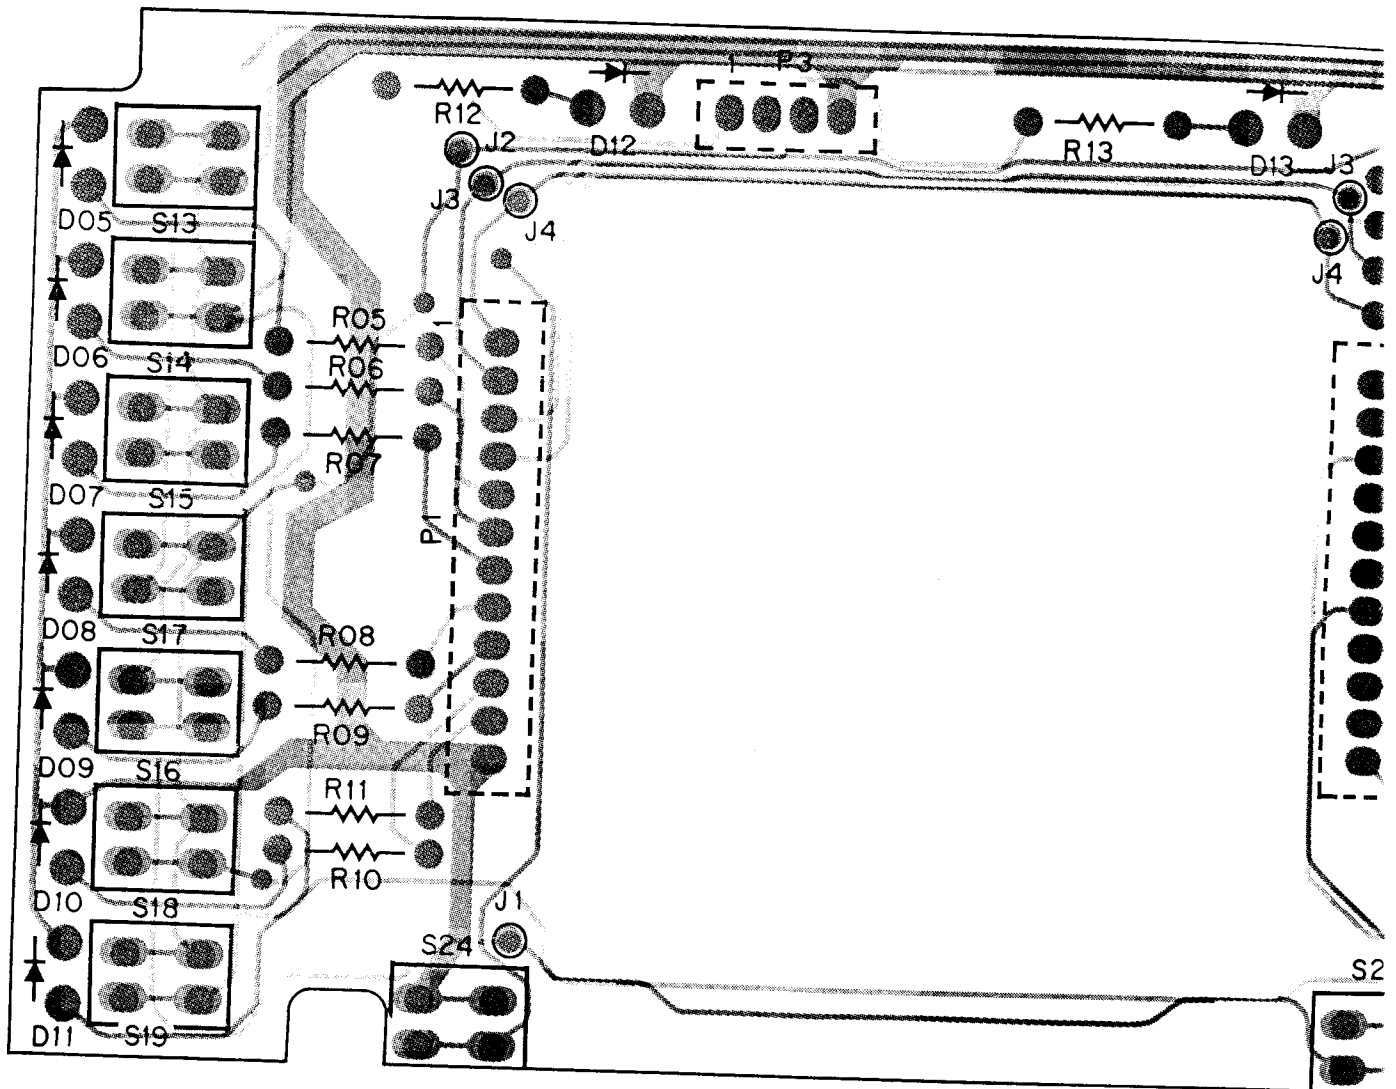 1 P3
R12
J2
D12
R13
D13
J3
J3
J4
J4
D05
S13
R05
1
D06
S14
R06
R07
D07
S15
P1
D08
S17
R08
R09
D09
S16
R11
R10
D10
S18
J1
S24
S2
D11
S19